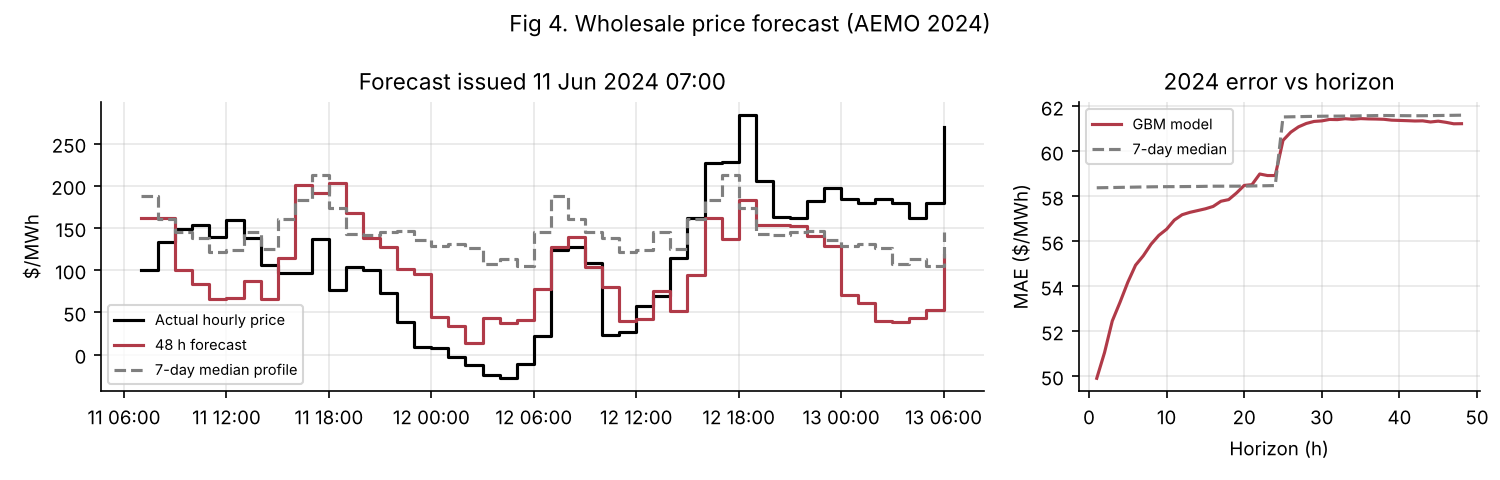 Fig 4. Wholesale price forecast (AEMO 2024)
Forecast issued 11 Jun 2024 07:00
$/MWh
250
200
150
100
50
0
Actual hourly price
48 h forecast
7-day median profile
11 06:00
11 12:00
11 18:00
12 00:00
12 06:00
12 12:00
12 18:00
13 00:00
13 06:00
2024 error vs horizon
MAE ($/MWh)
62
60
58
56
54
52
50
GBM model
7-day median
0
10
20
30
40
50
Horizon (h)